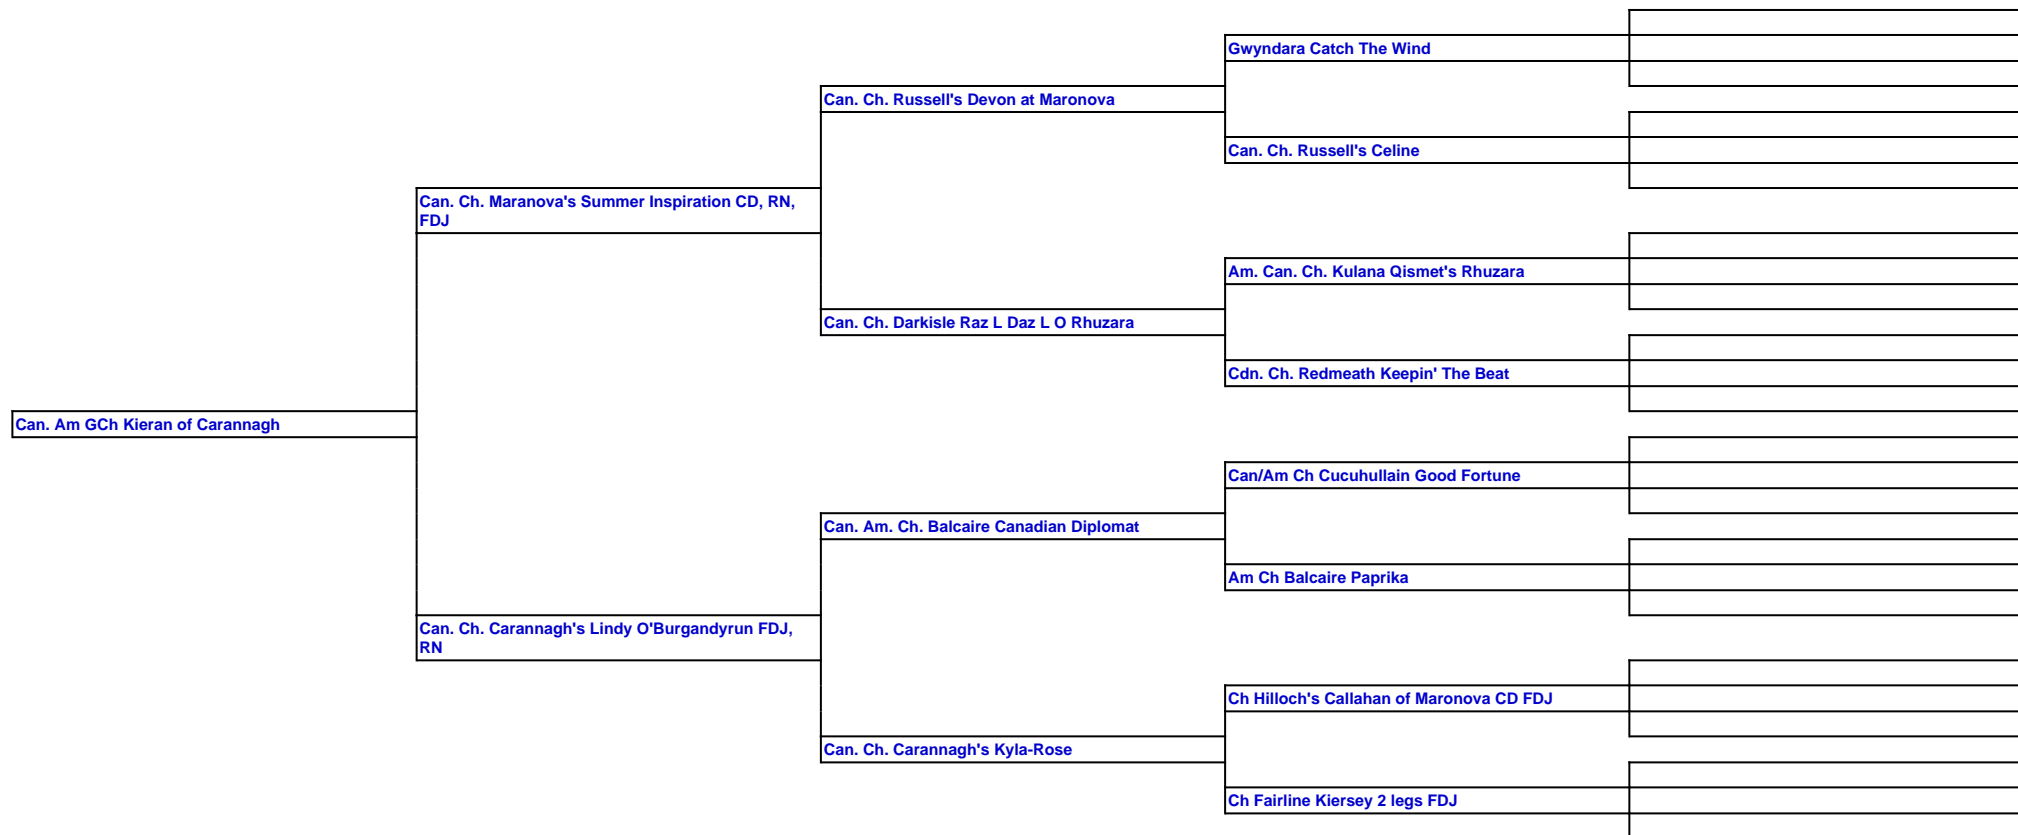 Gwyndara Catch The Wind
Can. Ch. Russell's Devon at Maronova
Can. Ch. Russell's Celine
Can. Ch. Maranova's Summer Inspiration CD, RN,
FDJ
Am. Can. Ch. Kulana Qismet's Rhuzara
Can. Ch. Darkisle Raz L Daz L O Rhuzara
Cdn. Ch. Redmeath Keepin' The Beat
Can. Am GCh Kieran of Carannagh
Can/Am Ch Cucuhullain Good Fortune
Can. Am. Ch. Balcaire Canadian Diplomat
Am Ch Balcaire Paprika
Can. Ch. Carannagh's Lindy O'Burgandyrun FDJ,
RN
Ch Hilloch's Callahan of Maronova CD FDJ
Can. Ch. Carannagh's Kyla-Rose
Ch Fairline Kiersey 2 legs FDJ